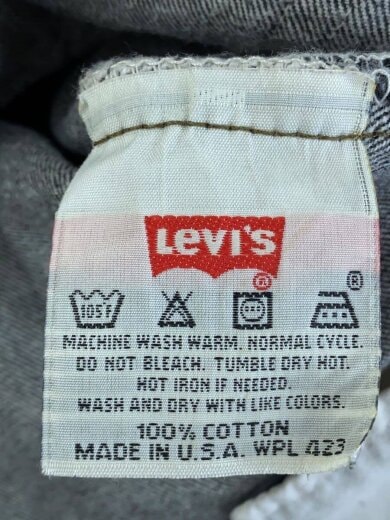 Levi's
®
®
105°F
MACHINE WASH WARM. NORMAL CYCLE.
DO NOT BLEACH. TUMBLE DRY HOT.
HOT IRON IF NEEDED.
WASH AND DRY WITH LIKE COLORS.
100% COTTON
MADE IN U.S.A. WPL 423